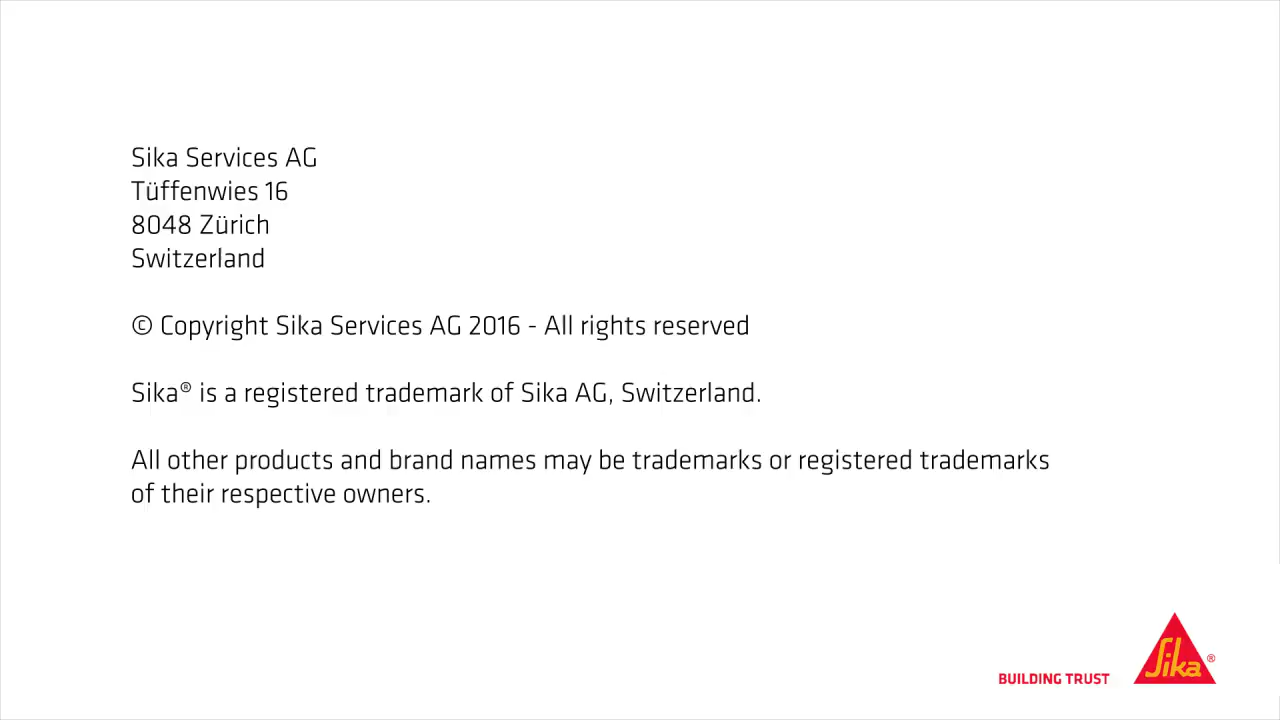 Sika Services AG
Tüffenwies 16
8048 Zürich
Switzerland
© Copyright Sika Services AG 2016 - All rights reserved
Sika® is a registered trademark of Sika AG, Switzerland.
All other products and brand names may be trademarks or registered trademarks
of their respective owners.
BUILDING TRUST
Sika®